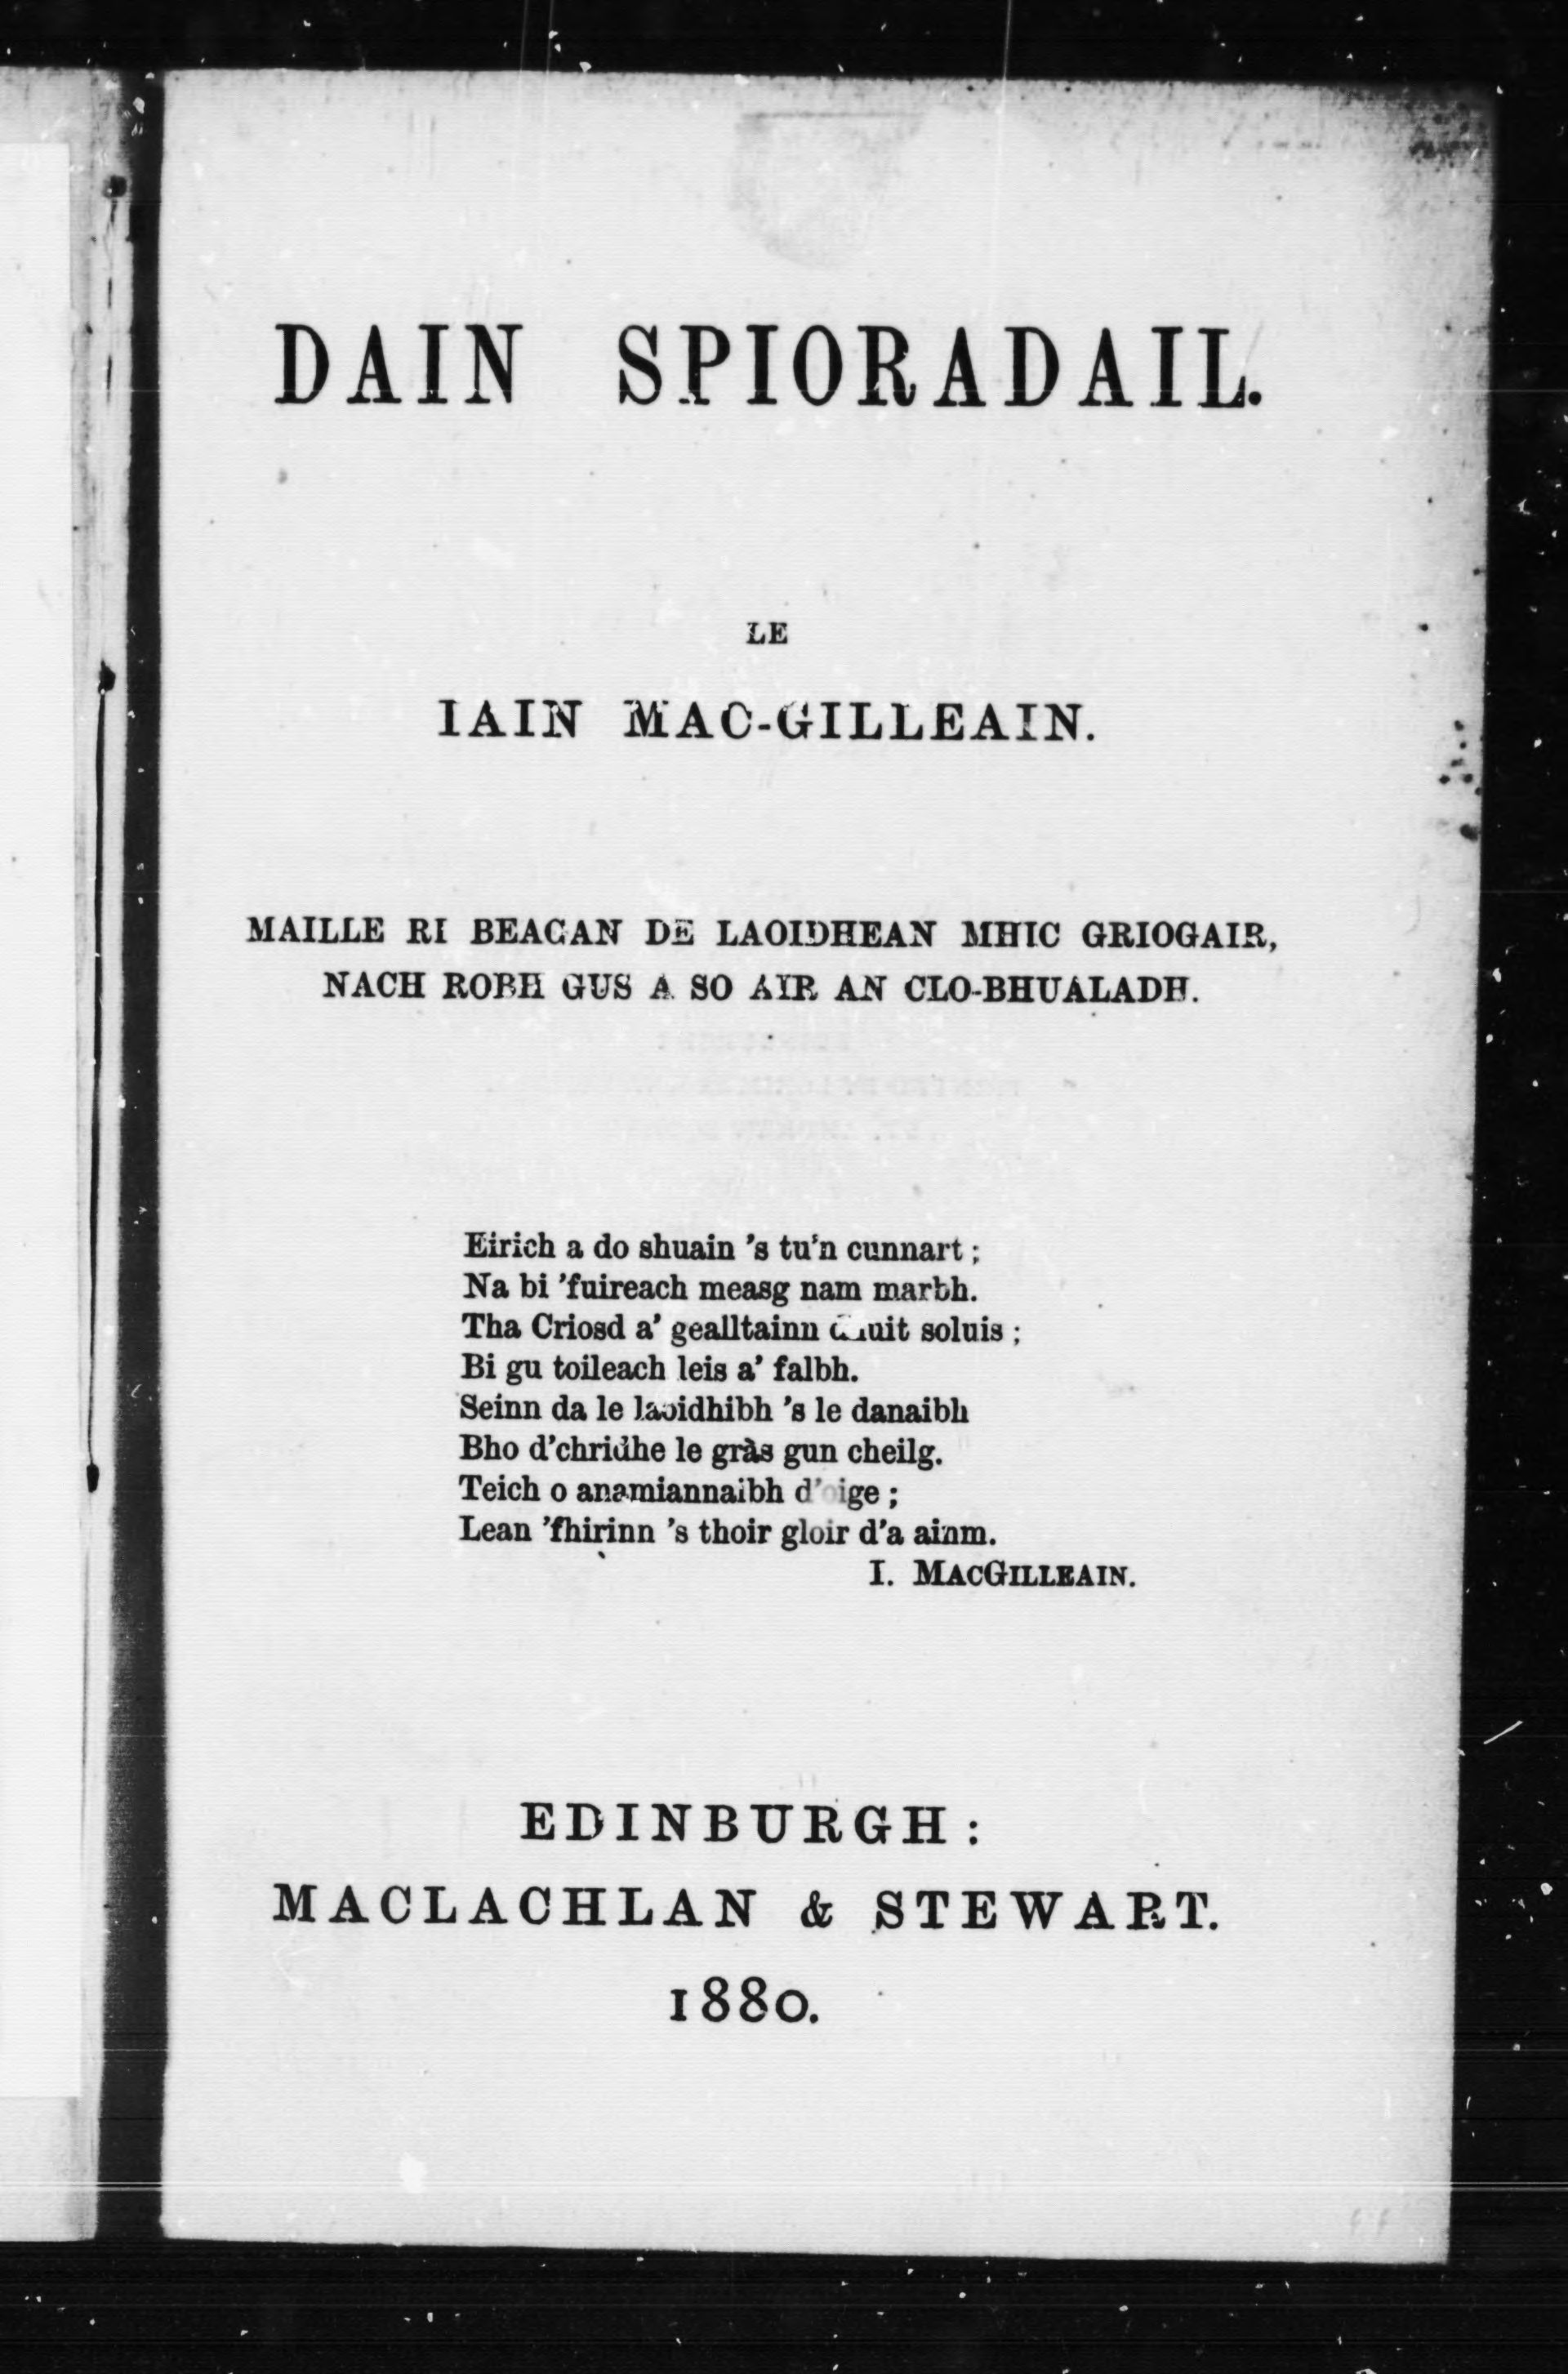 DAIN SPIORADAIL.
LE
IAIN MAC-GILLEAIN.
MAILLE RI BEAGAN DE LAOIDHEAN MHIC GRIOGAIR,
NACH ROBH GUS A SO AIR AN CLO-BHUALADH.
Eirich a do shuain 's tu'n cunnart ;
Na bi 'fuireach measg nam marbh.
Tha Criosd a' gealltainn dhuit soluis ;
Bi gu toileach leis a' falbh.
Seinn da le laoidhibh 's le danaibh
Bho d'chridhe le gràs gun cheilg.
Teich o anamiannaibh d'oige ;
Lean 'fhirinn 's thoir gloir d'a ainm.
I. MACGILLEAIN.
EDINBURGH :
MACLACHLAN & STEWART.
1880.